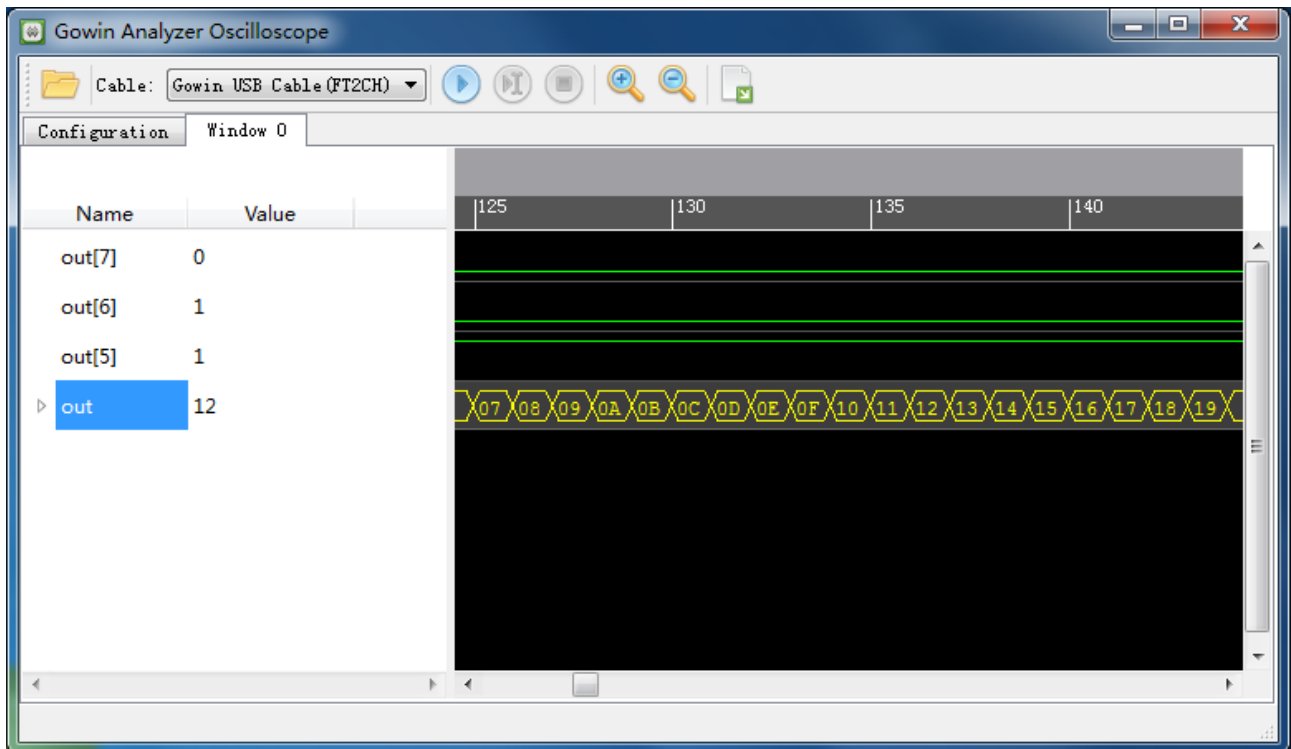 Gowin Analyzer Oscilloscope
Cable: Gowin USB Cable(FT2CH)
Configuration Window 0
Name Value |125 |130 |135 |140
out[7] 0
out[6] 1
out[5] 1
out 12 07 08 09 0A 0B 0C 0D 0E 0F 10 11 12 13 14 15 16 17 18 19